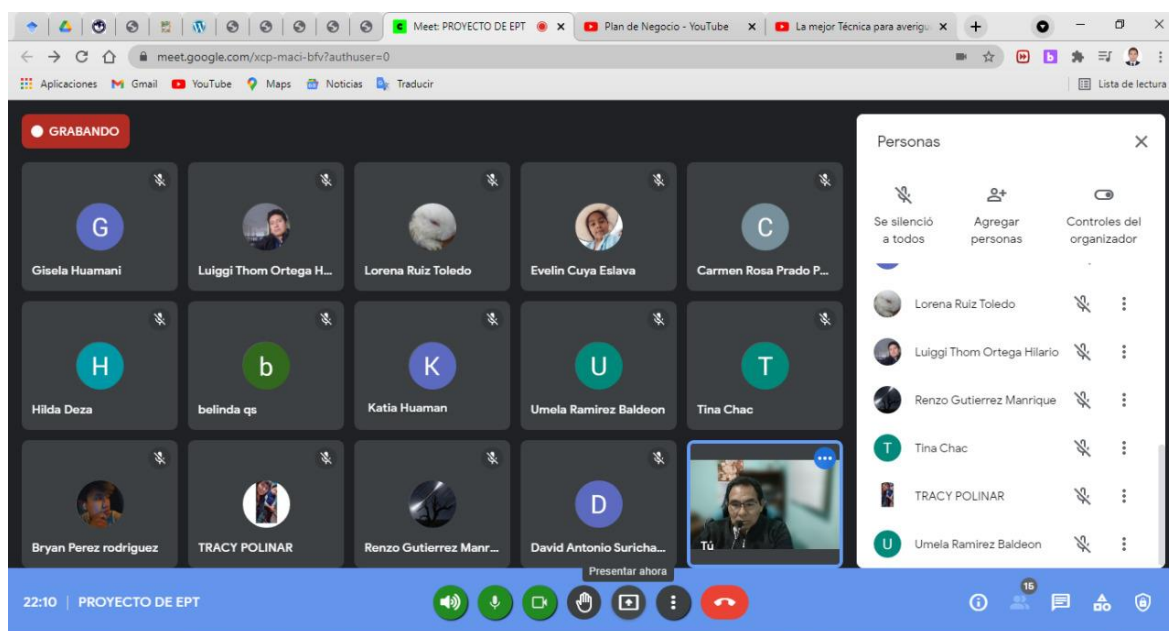 Meet: PROYECTO DE EPT
Plan de Negocio - YouTube
La mejor Técnica para averigu
meet.google.com/xcp-maci-bfv?authuser=0
Aplicaciones
Gmail
YouTube
Maps
Noticias
Traducir
Lista de lectura
GRABANDO
G
Gisela Huamani
Luiggi Thom Ortega H...
Lorena Ruiz Toledo
Evelin Cuya Eslava
C
Carmen Rosa Prado P...
H
Hilda Deza
b
belinda qs
K
Katia Huaman
U
Umela Ramirez Baldeon
T
Tina Chac
Bryan Perez rodriguez
TRACY POLINAR
Renzo Gutierrez Manr...
D
David Antonio Suricha...
Tú
Presentar ahora
Personas
Se silenció
a todos
Agregar
personas
Controles del
organizador
Lorena Ruiz Toledo
Luiggi Thom Ortega Hilario
Renzo Gutierrez Manrique
T
Tina Chac
TRACY POLINAR
U
Umela Ramirez Baldeon
22:10 | PROYECTO DE EPT
16